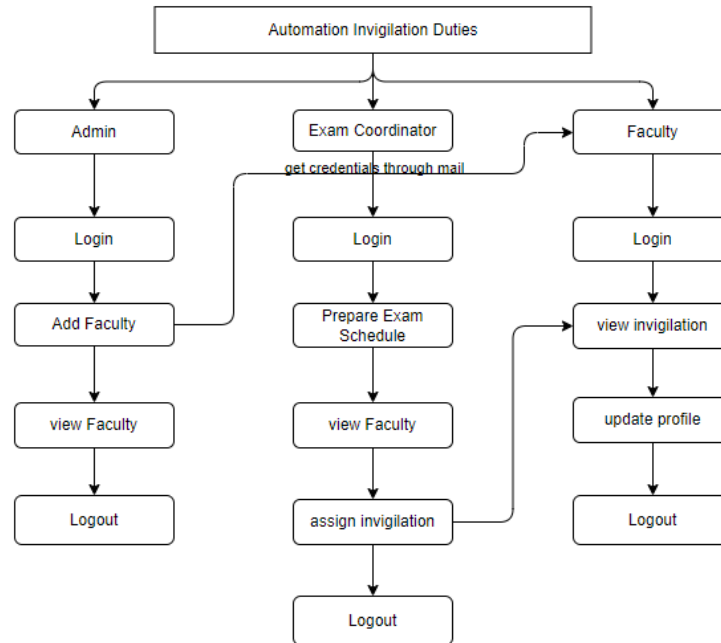 Automation Invigilation Duties
Admin
Exam Coordinator
Faculty
get credentials through mail
Login
Login
Login
Add Faculty
Prepare Exam
Schedule
view invigilation
view Faculty
view Faculty
update profile
Logout
assign invigilation
Logout
Logout